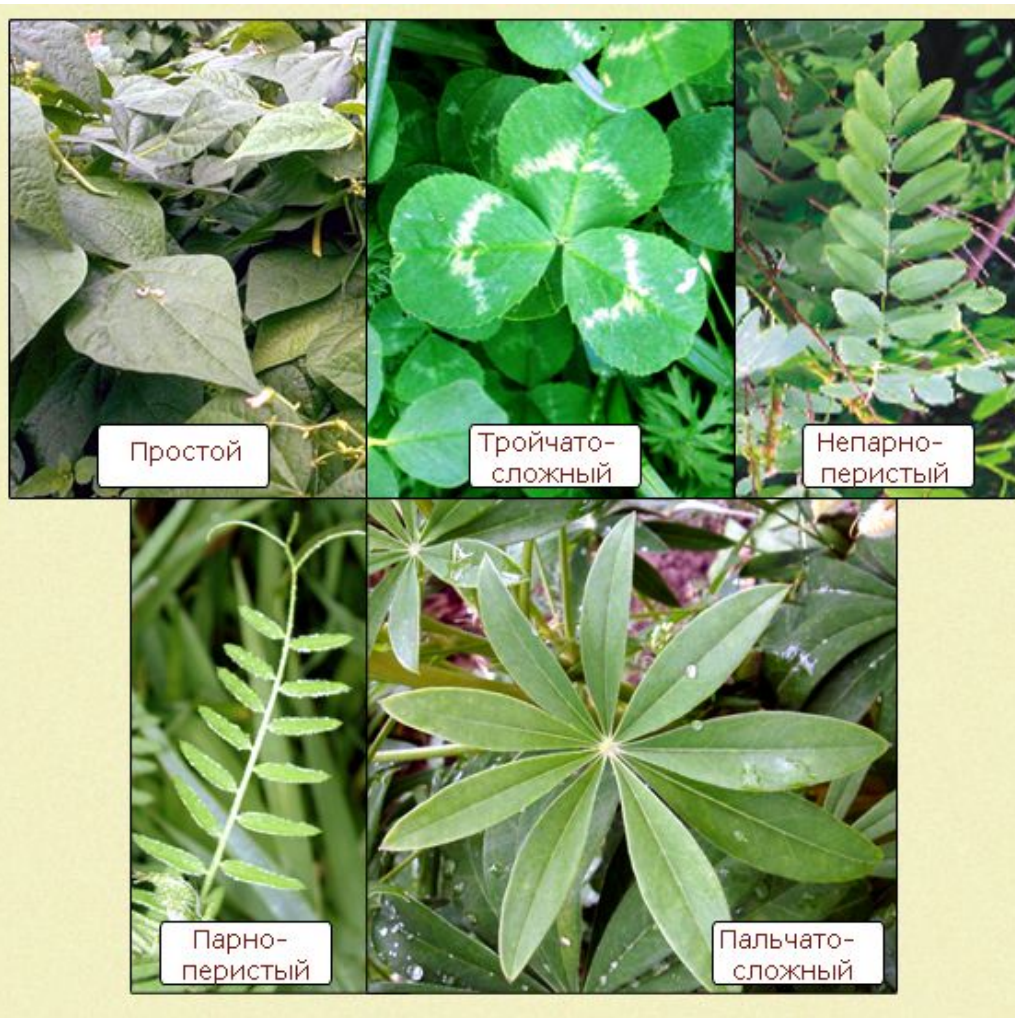 Простой
Тройчато-
сложный
Непарно-
перистый
Парно-
перистый
Пальчато-
сложный